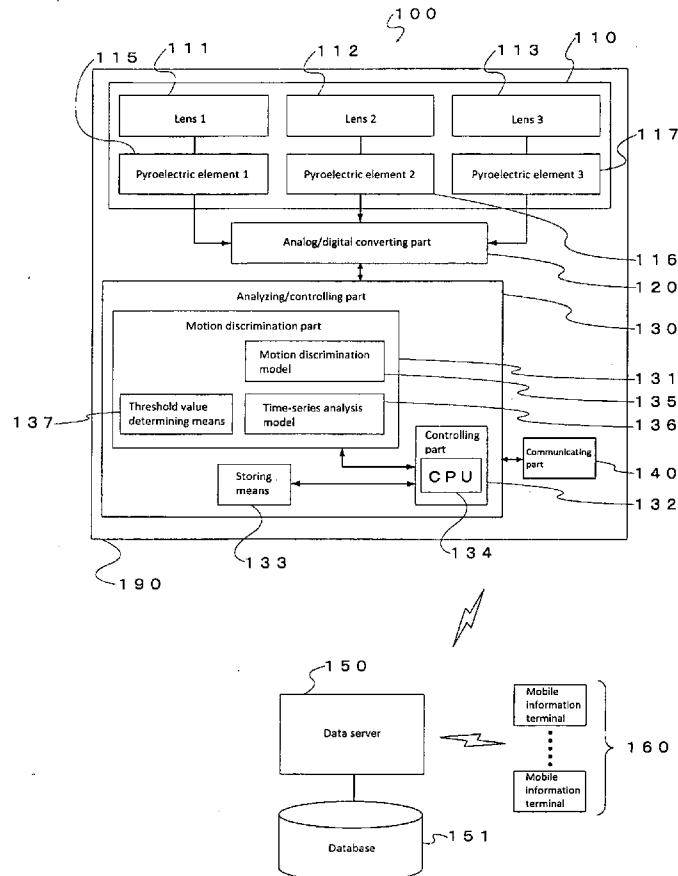 100
111
112
113
110
115
Lens 1
Lens 2
Lens 3
117
Pyroelectric element 1
Pyroelectric element 2
Pyroelectric element 3
Analog/digital converting part
116
120
Analyzing/controlling part
130
Motion discrimination part
Motion discrimination
model
131
135
137
Threshold value
determining means
Time-series analysis
model
136
Controlling
part
CPU
Communicating
part
140
Storing
means
132
133
134
190
150
Data server
Mobile
information
terminal
160
Mobile
information
terminal
151
Database